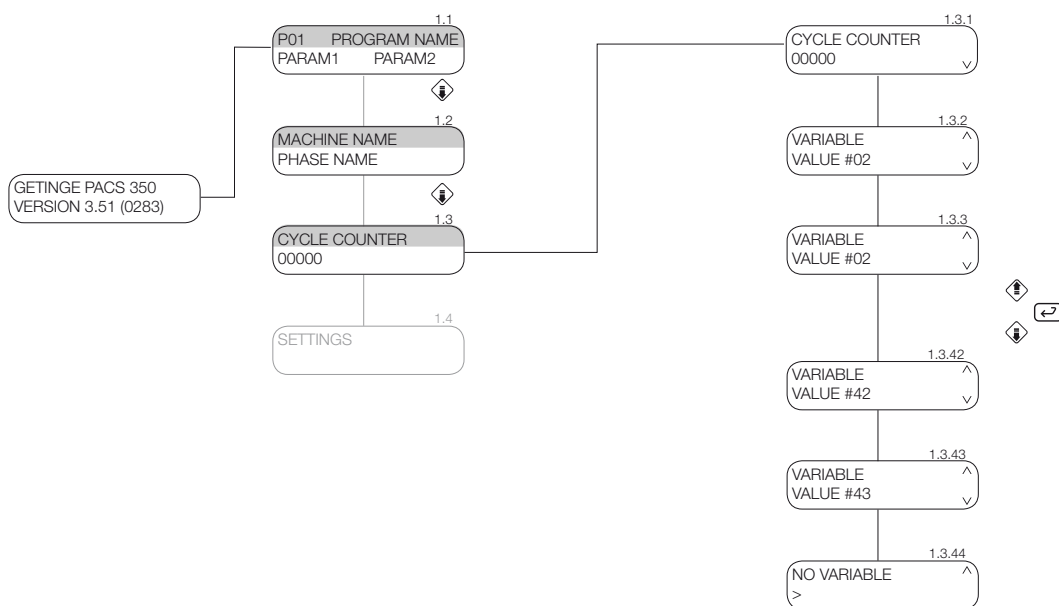 GETINGE PACS 350
VERSION 3.51 (0283)
1.1
P01 PROGRAM NAME
PARAM1 PARAM2
1.2
MACHINE NAME
PHASE NAME
1.3
CYCLE COUNTER
00000
1.4
SETTINGS
1.3.1
CYCLE COUNTER
00000
1.3.2
VARIABLE
VALUE #02
1.3.3
VARIABLE
VALUE #02
1.3.42
VARIABLE
VALUE #42
1.3.43
VARIABLE
VALUE #43
1.3.44
NO VARIABLE
>